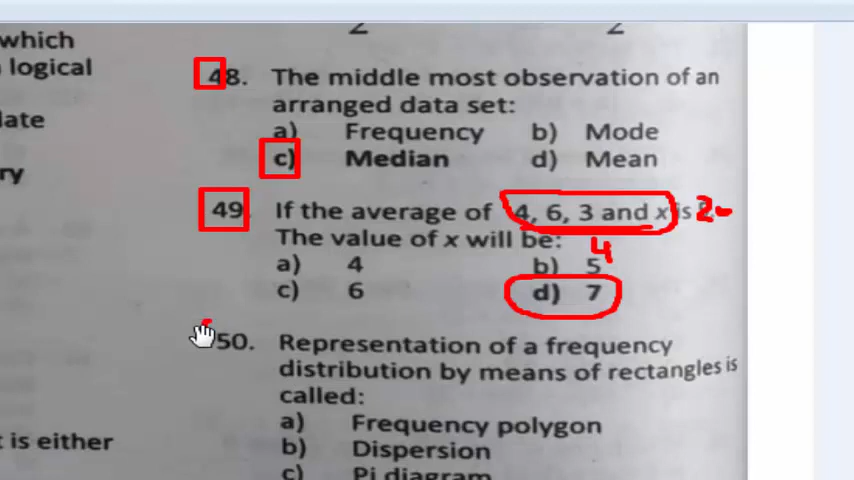 which
logical
late
ry
t is either
2 2
48. The middle most observation of an
arranged data set:
a) Frequency b) Mode
c) Median d) Mean
49. If the average of 4, 6, 3 and x is 20
The value of x will be: 4
a) 4 b) 5
c) 6 d) 7
50. Representation of a frequency
distribution by means of rectangles is
called:
a) Frequency polygon
b) Dispersion
c) Pi diagram